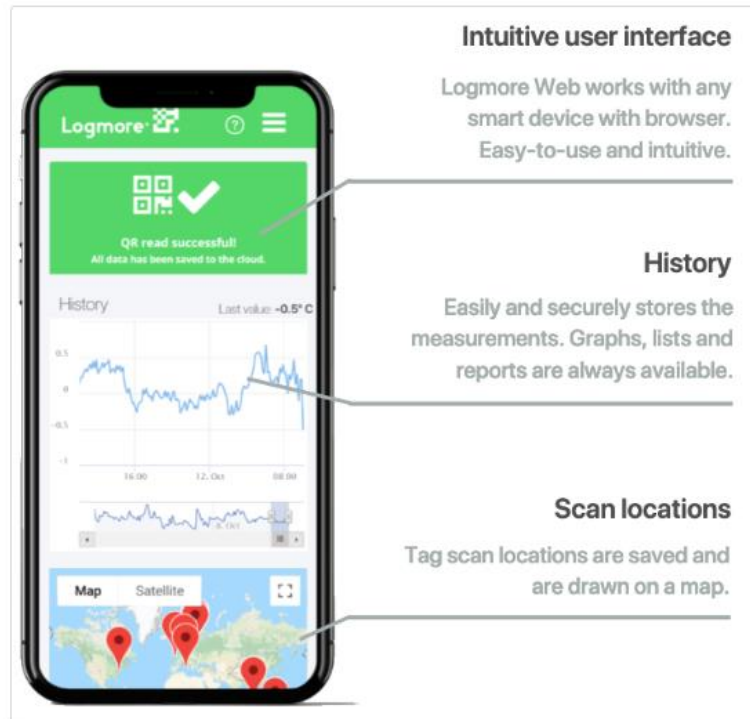 Logmore
?
QR read successful!
All data has been saved to the cloud.
History
Last value: -0.5° C
0.5
0
-0.5
-1
16:00
12. Oct
08:00
8. Oct
Map
Satellite
Intuitive user interface
Logmore Web works with any
smart device with browser.
Easy-to-use and intuitive.
History
Easily and securely stores the
measurements. Graphs, lists and
reports are always available.
Scan locations
Tag scan locations are saved and
are drawn on a map.